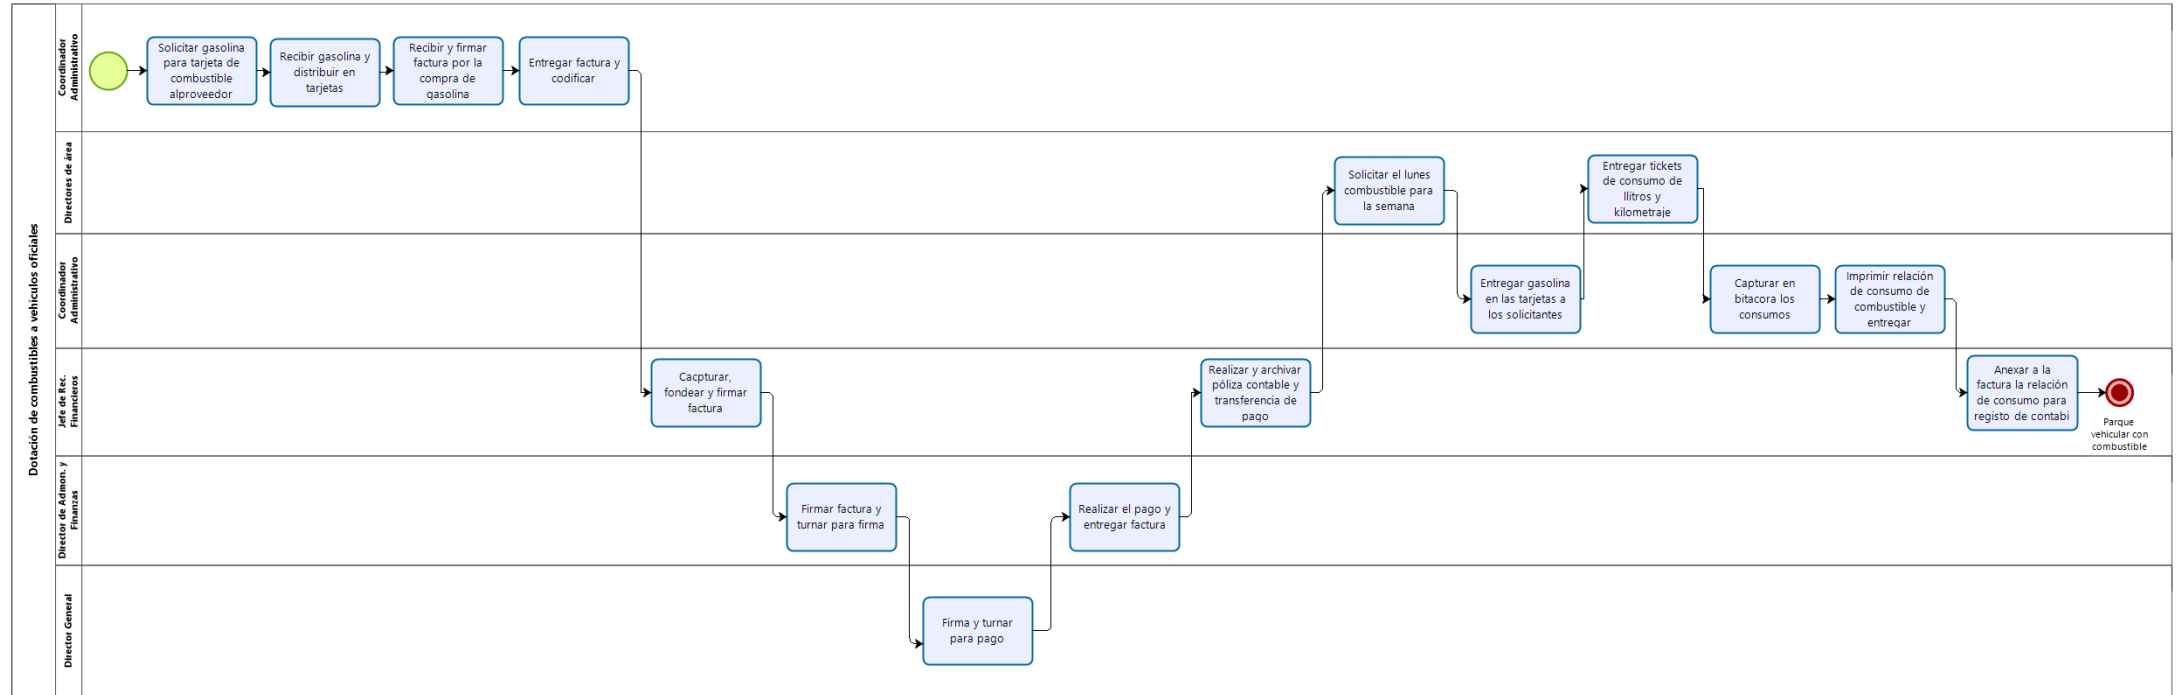 Dotación de combustibles a vehículos oficiales
Coordinador
Administrativo
Solicitar gasolina
para tarjeta de
combustible
alproveedor
Recibir gasolina y
distribuir en
tarjetas
Recibir y firmar
factura por la
compra de
gasolina
Entregar factura y
codificar
Directores de área
Solicitar el lunes
combustible para
la semana
Entregar tickets
de consumo de
llitros y
kilometraje
Coordinador
Administrativo
Entregar gasolina
en las tarjetas a
los solicitantes
Capturar en
bitacora los
consumos
Imprimir relación
de consumo de
combustible y
entregar
Jefe de Rec.
Financieros
Cacpturar,
fondear y firmar
factura
Realizar y archivar
póliza contable y
transferencia de
pago
Anexar a la
factura la relación
de consumo para
registo de contabi
Parque
vehicular con
combustible
Director de Admon. y
Finanzas
Firmar factura y
turnar para firma
Realizar el pago y
entregar factura
Director General
Firma y turnar
para pago